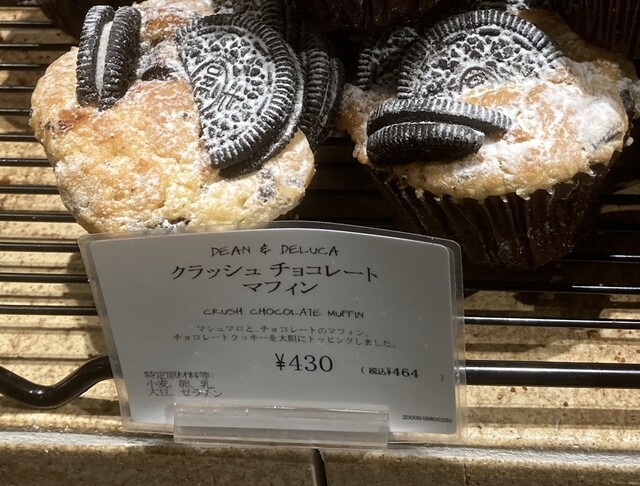 DEAN & DELUCA
クラッシュ チョコレート
マフィン
CRUSH CHOCOLATE MUFFIN
マシュマロと、チョコレートのマフィン。
チョコレートクッキーを大胆にトッピングしました。
¥430 (税込¥464 )
特定原材料等:
小麦、卵、乳
大豆、ゼラチン